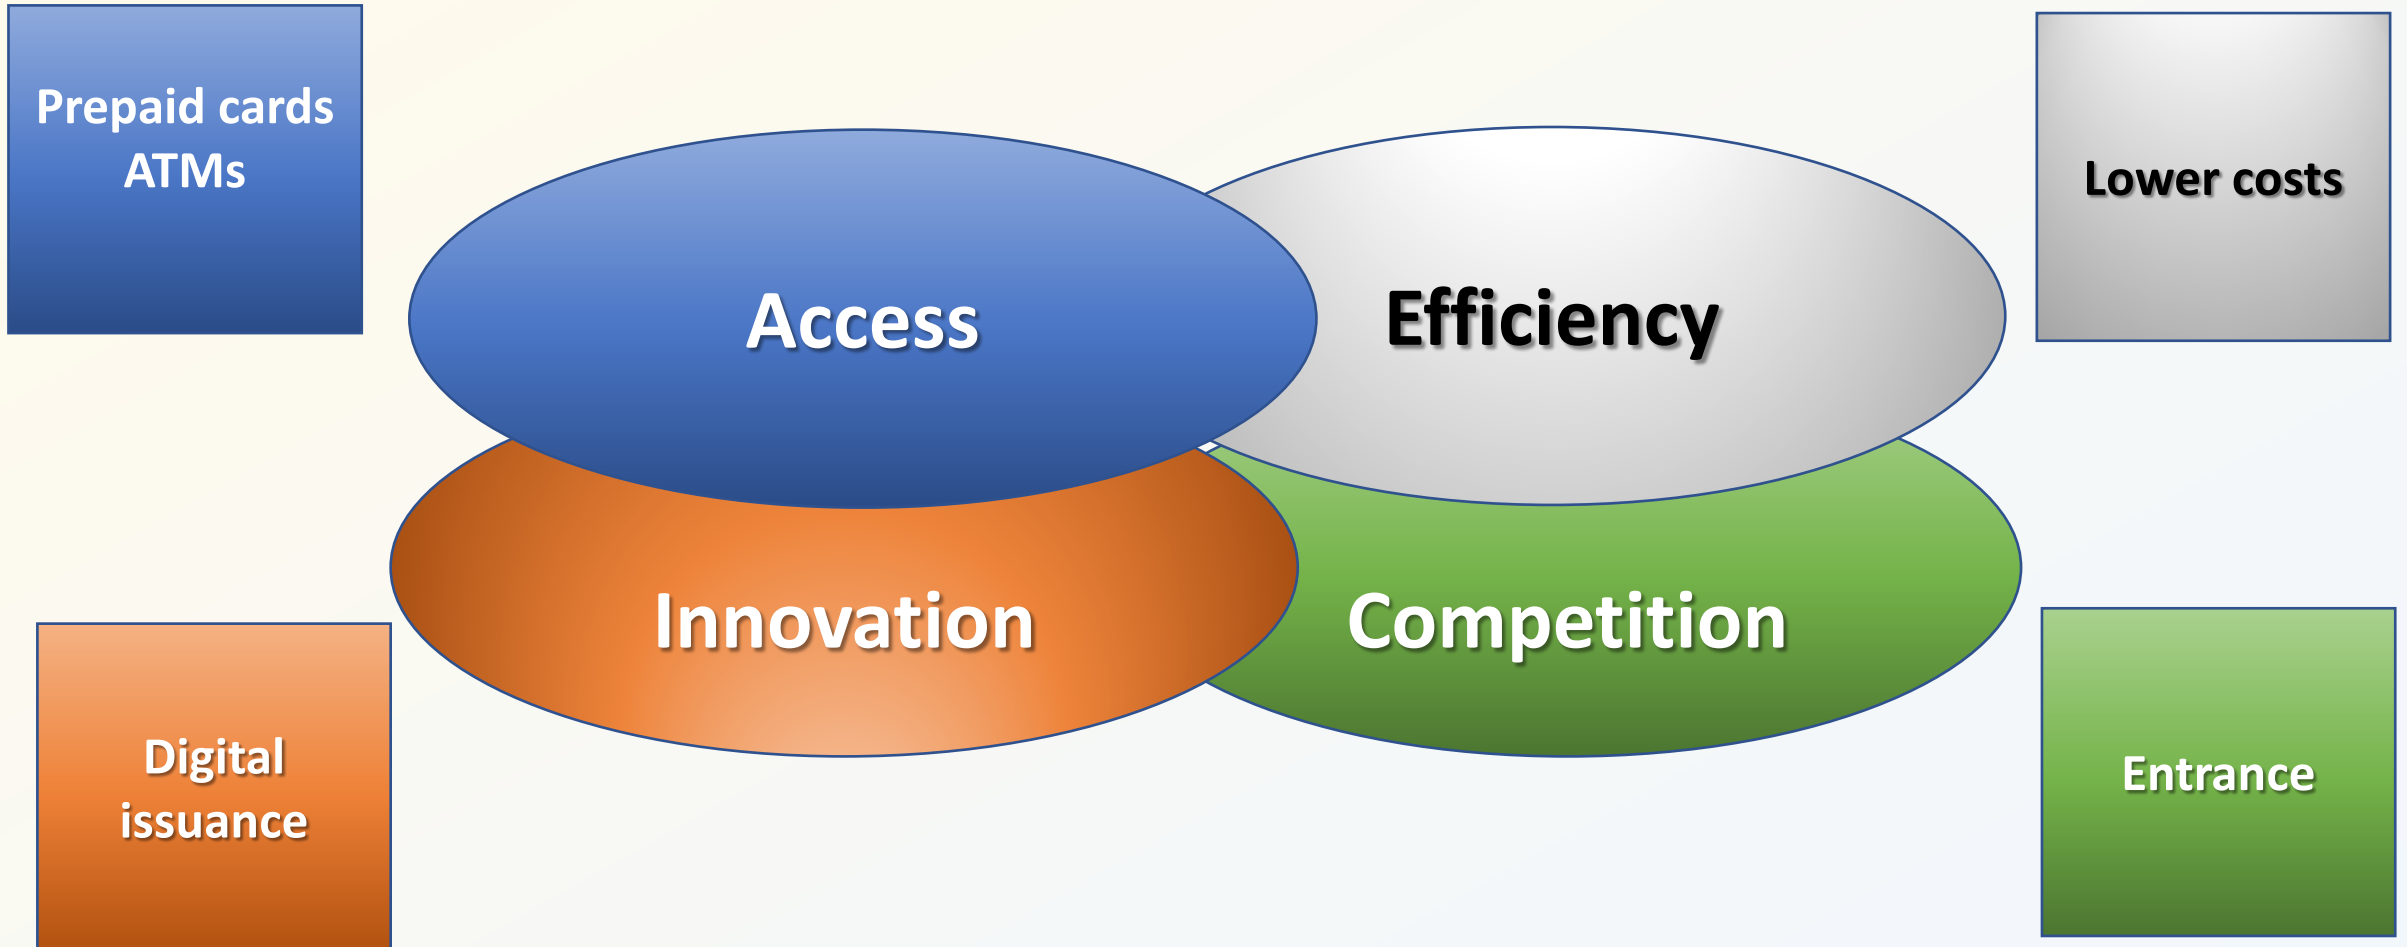 Prepaid cards
ATMs
Lower costs
Access
Efficiency
Innovation
Competition
Digital
issuance
Entrance